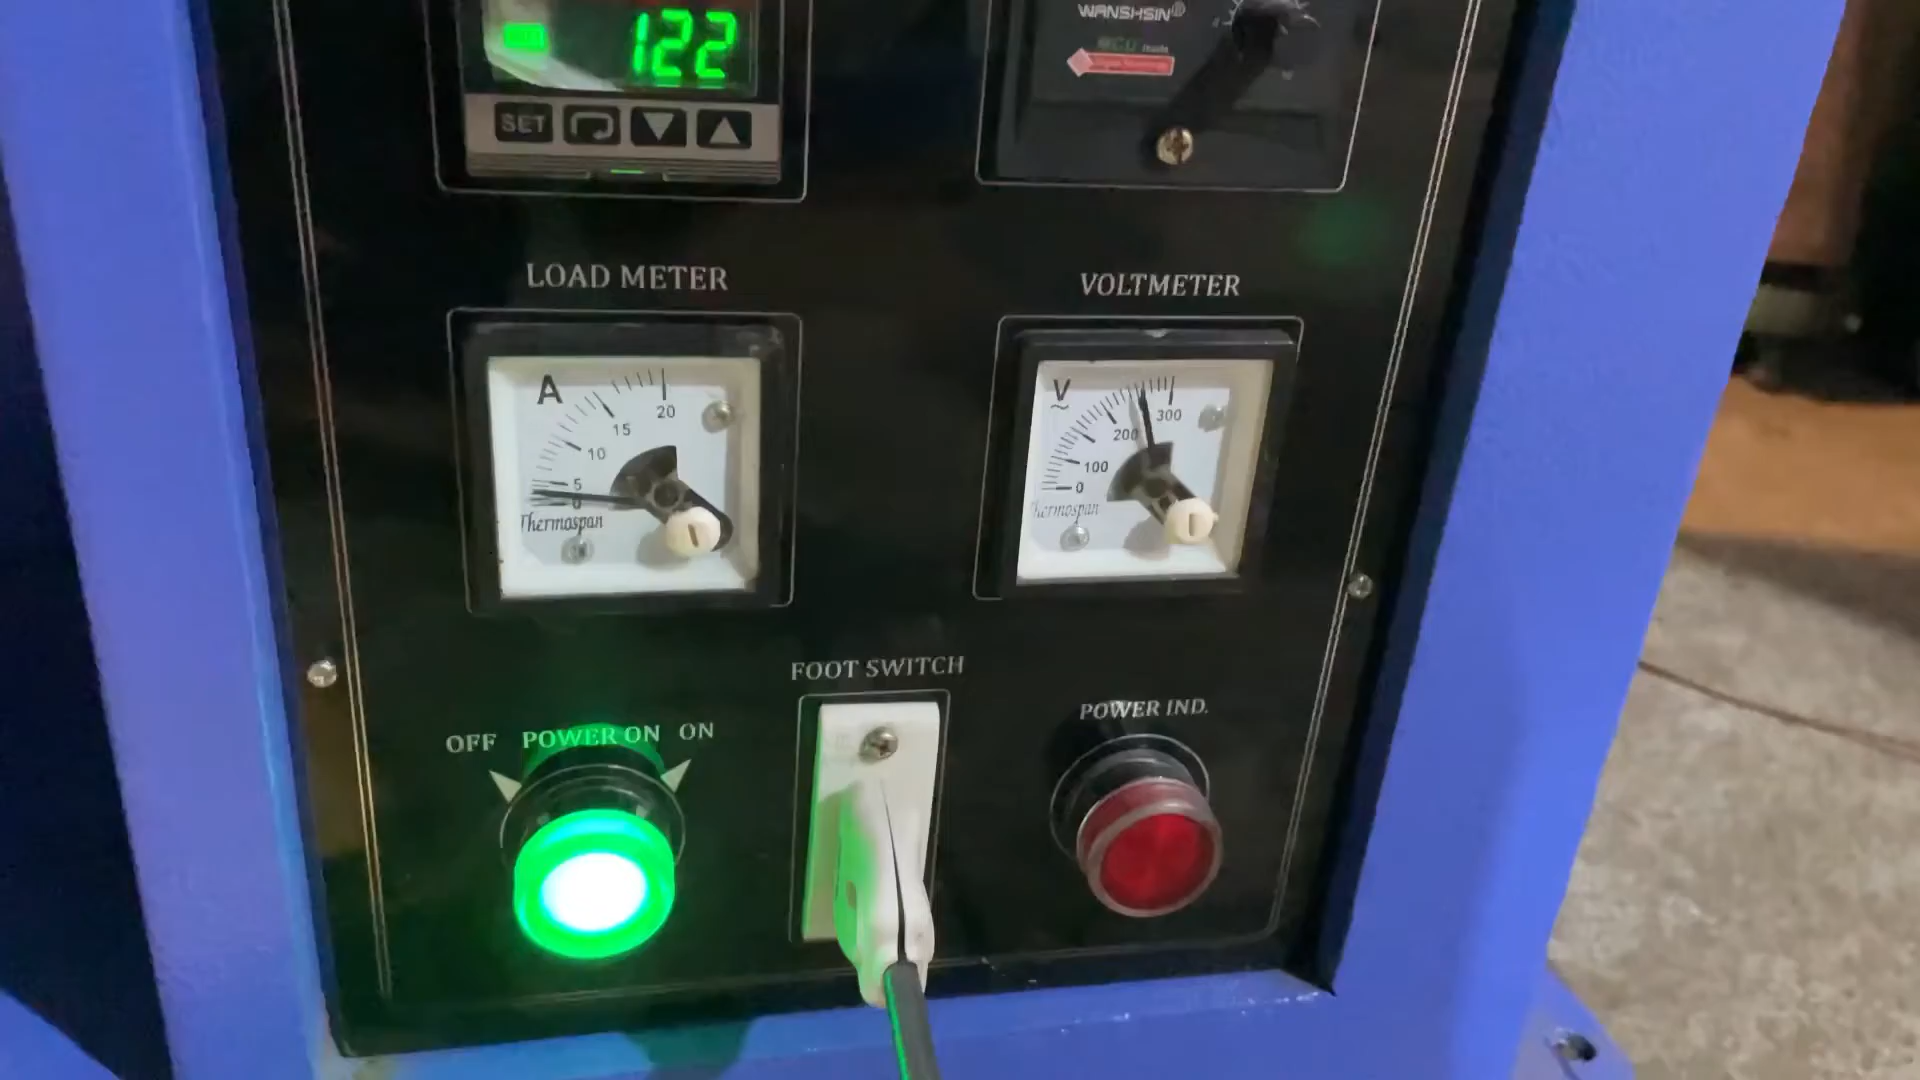 122
SET
WANSHSIN®
LOAD METER
VOLTMETER
A
20
15
10
5
0
Thermospan
V
~
300
200
100
0
Thermospan
FOOT SWITCH
OFF POWER ON ON
POWER IND.